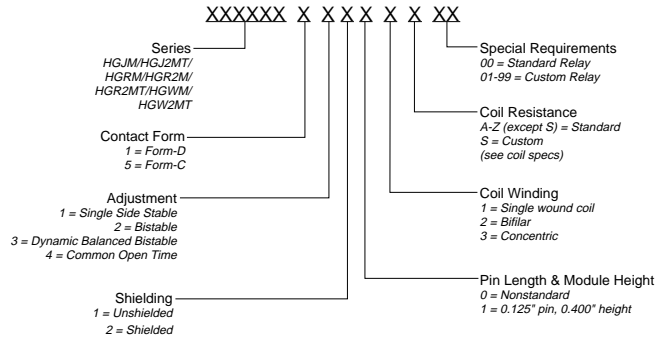 XXXXXX X X X X X X XX
Series
HGJM/HGJ2MT/
HGRM/HGR2M/
HGR2MT/HGWM/
HGW2MT
Contact Form
1 = Form-D
5 = Form-C
Adjustment
1 = Single Side Stable
2 = Bistable
3 = Dynamic Balanced Bistable
4 = Common Open Time
Shielding
1 = Unshielded
2 = Shielded
Special Requirements
00 = Standard Relay
01-99 = Custom Relay
Coil Resistance
A-Z (except S) = Standard
S = Custom
(see coil specs)
Coil Winding
1 = Single wound coil
2 = Bifilar
3 = Concentric
Pin Length & Module Height
0 = Nonstandard
1 = 0.125" pin, 0.400" height